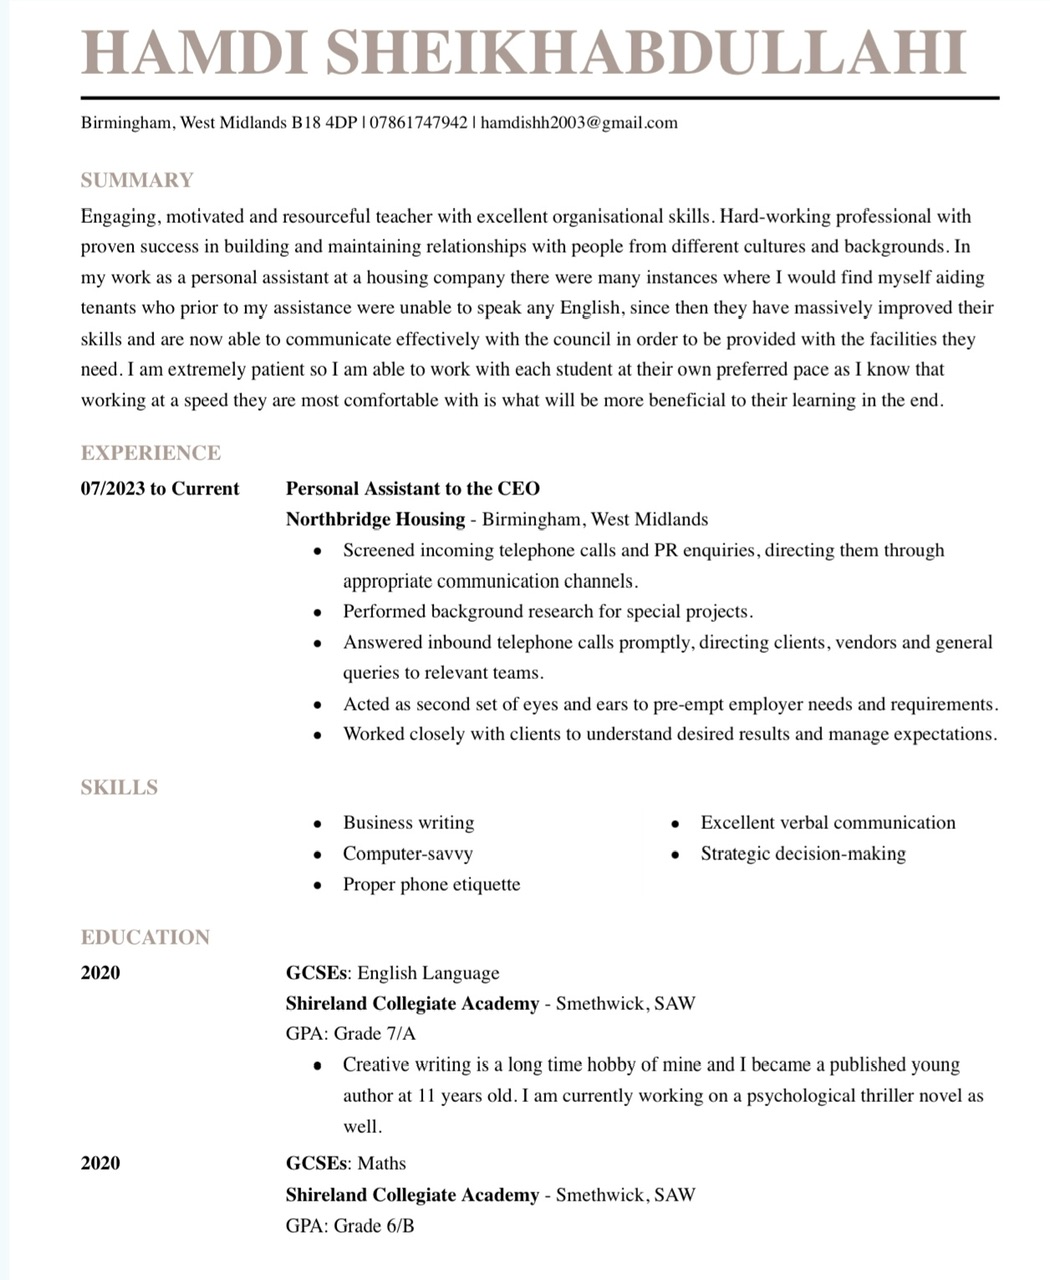 HAMDI SHEIKHABDULLAHI
Birmingham, West Midlands B18 4DP | 07861747942 | hamdishh2003@gmail.com
SUMMARY
Engaging, motivated and resourceful teacher with excellent organisational skills. Hard-working professional with
proven success in building and maintaining relationships with people from different cultures and backgrounds. In
my work as a personal assistant at a housing company there were many instances where I would find myself aiding
tenants who prior to my assistance were unable to speak any English, since then they have massively improved their
skills and are now able to communicate effectively with the council in order to be provided with the facilities they
need. I am extremely patient so I am able to work with each student at their own preferred pace as I know that
working at a speed they are most comfortable with is what will be more beneficial to their learning in the end.
EXPERIENCE
07/2023 to Current Personal Assistant to the CEO
Northbridge Housing - Birmingham, West Midlands
• Screened incoming telephone calls and PR enquiries, directing them through
appropriate communication channels.
• Performed background research for special projects.
• Answered inbound telephone calls promptly, directing clients, vendors and general
queries to relevant teams.
• Acted as second set of eyes and ears to pre-empt employer needs and requirements.
• Worked closely with clients to understand desired results and manage expectations.
SKILLS
• Business writing
• Computer-savvy
• Proper phone etiquette
• Excellent verbal communication
• Strategic decision-making
EDUCATION
2020 GCSEs: English Language
Shireland Collegiate Academy - Smethwick, SAW
GPA: Grade 7/A
• Creative writing is a long time hobby of mine and I became a published young
author at 11 years old. I am currently working on a psychological thriller novel as
well.
2020 GCSEs: Maths
Shireland Collegiate Academy - Smethwick, SAW
GPA: Grade 6/B